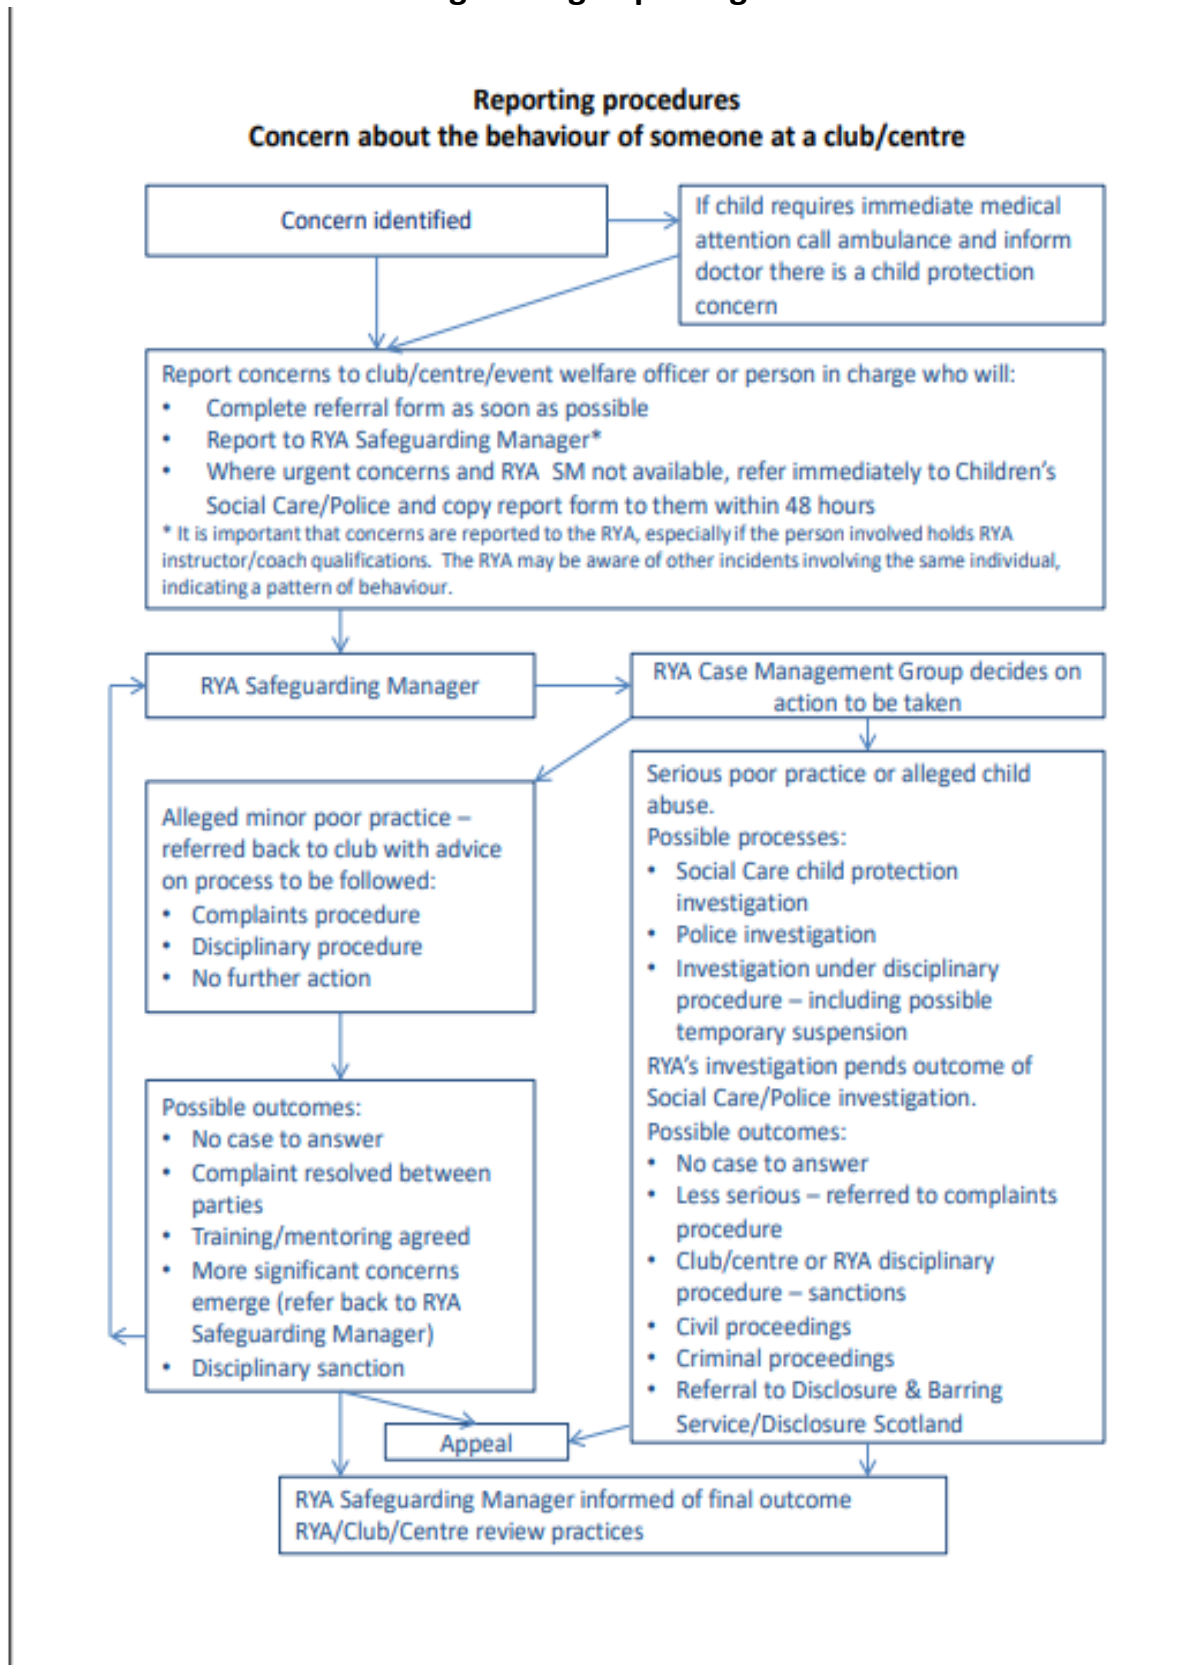 Reporting procedures
Concern about the behaviour of someone at a club/centre
Concern identified
If child requires immediate medical
attention call ambulance and inform
doctor there is a child protection
concern
Report concerns to club/centre/event welfare officer or person in charge who will:
• Complete referral form as soon as possible
• Report to RYA Safeguarding Manager*
• Where urgent concerns and RYA SM not available, refer immediately to Children's
Social Care/Police and copy report form to them within 48 hours
* It is important that concerns are reported to the RYA, especially if the person involved holds RYA
instructor/coach qualifications. The RYA may be aware of other incidents involving the same individual,
indicating a pattern of behaviour.
RYA Safeguarding Manager
RYA Case Management Group decides on
action to be taken
Alleged minor poor practice –
referred back to club with advice
on process to be followed:
• Complaints procedure
• Disciplinary procedure
• No further action
Serious poor practice or alleged child
abuse.
Possible processes:
• Social Care child protection
investigation
• Police investigation
• Investigation under disciplinary
procedure – including possible
temporary suspension
RYA's investigation pends outcome of
Social Care/Police investigation.
Possible outcomes:
• No case to answer
• Less serious – referred to complaints
procedure
• Club/centre or RYA disciplinary
procedure – sanctions
• Civil proceedings
• Criminal proceedings
• Referral to Disclosure & Barring
Service/Disclosure Scotland
Possible outcomes:
• No case to answer
• Complaint resolved between
parties
• Training/mentoring agreed
• More significant concerns
emerge (refer back to RYA
Safeguarding Manager)
• Disciplinary sanction
Appeal
RYA Safeguarding Manager informed of final outcome
RYA/Club/Centre review practices